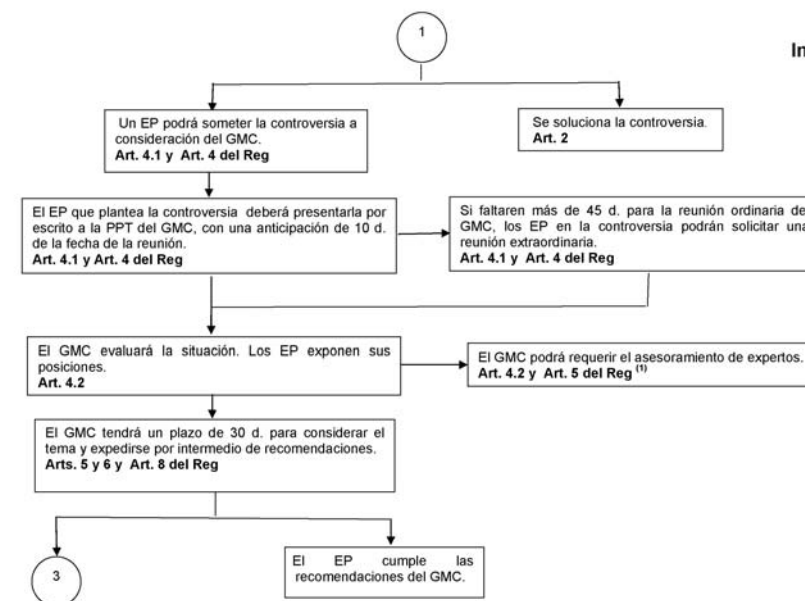 1
In
Un EP podrá someter la controversia a
consideración del GMC.
Art. 4.1 y Art. 4 del Reg
Se soluciona la controversia.
Art. 2
El EP que plantea la controversia deberá presentarla por
escrito a la PPT del GMC, con una anticipación de 10 d.
de la fecha de la reunión.
Art. 4.1 y Art. 4 del Reg
Si faltaren más de 45 d. para la reunión ordinaria de
GMC, los EP en la controversia podrán solicitar una
reunión extraordinaria.
Art. 4.1 y Art. 4 del Reg
El GMC evaluará la situación. Los EP exponen sus
posiciones.
Art. 4.2
El GMC podrá requerir el asesoramiento de expertos.
Art. 4.2 y Art. 5 del Reg (1)
El GMC tendrá un plazo de 30 d. para considerar el
tema y expedirse por intermedio de recomendaciones.
Arts. 5 y 6 y Art. 8 del Reg
3
El EP cumple las
recomendaciones del GMC.